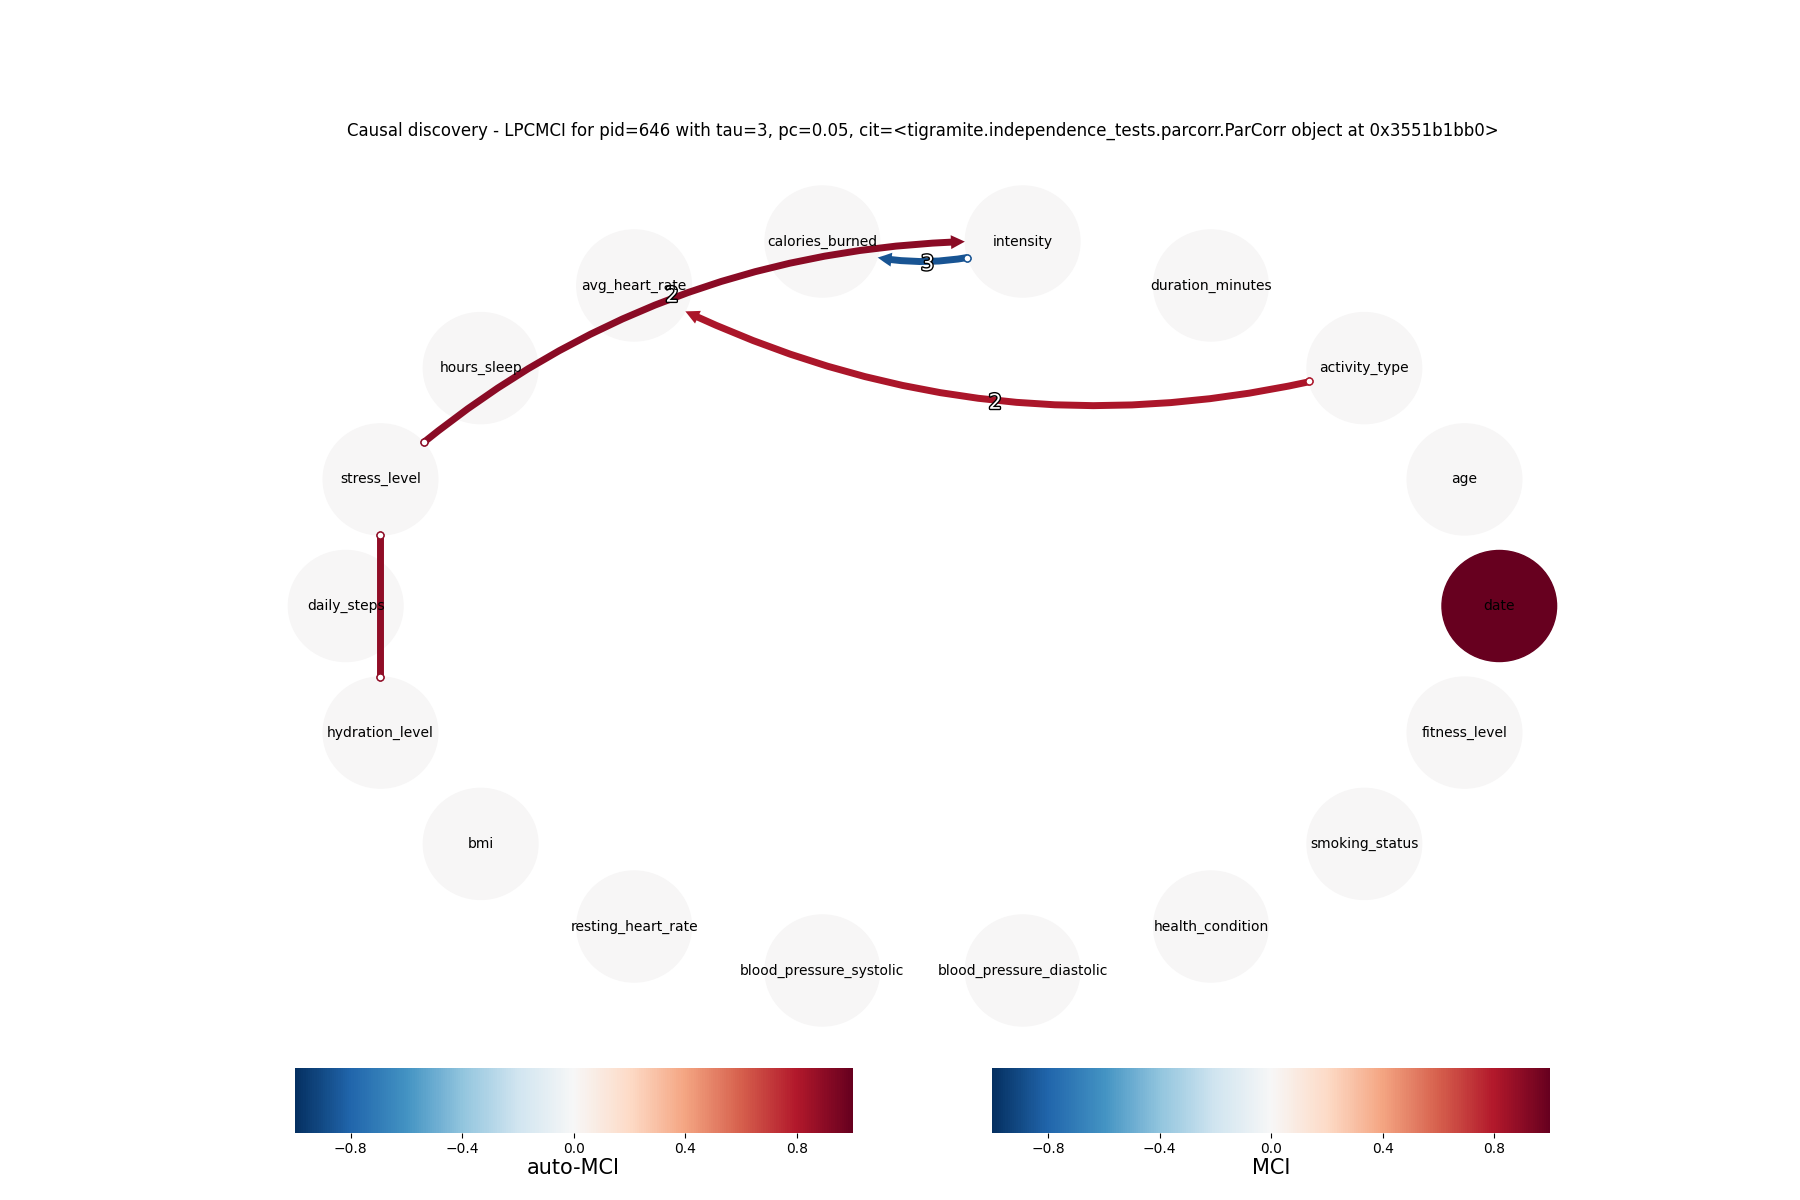 Causal discovery - LPCMCI for pid=646 with tau=3, pc=0.05, cit=<tigramite.independence_tests.parcorr.ParCorr object at 0x3551b1bb0>
calories_burned
intensity
3
avg_heart_rate
2
duration_minutes
hours_sleep
activity_type
2
stress_level
age
daily_steps
date
hydration_level
fitness_level
bmi
smoking_status
resting_heart_rate
health_condition
blood_pressure_systolic
blood_pressure_diastolic
−0.8 −0.4 0.0 0.4 0.8
auto-MCI
−0.8 −0.4 0.0 0.4 0.8
MCI